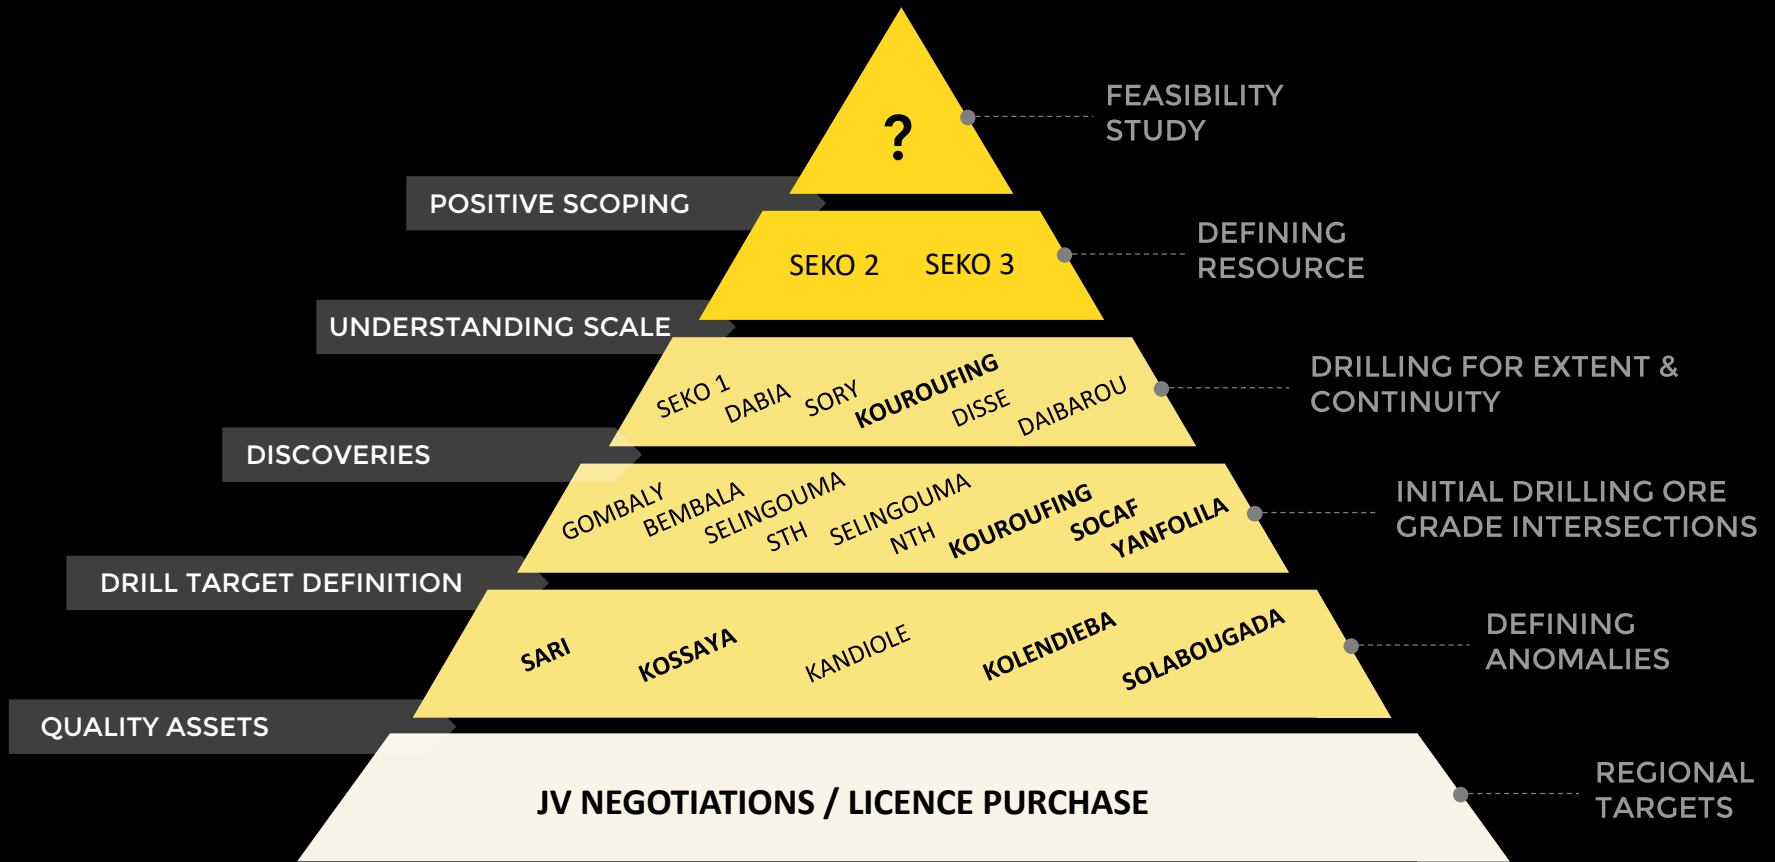 ?
FEASIBILITY
STUDY
POSITIVE SCOPING
SEKO 2
SEKO 3
DEFINING
RESOURCE
UNDERSTANDING SCALE
SEKO 1
DABIA
SORY
KOUROUFING
DISSE
DAIBAROU
DRILLING FOR EXTENT &
CONTINUITY
DISCOVERIES
GOMBALY
BEMBALA
SELINGOUMA
STH
SELINGOUMA
NTH
KOUROUFING
SOCAF
YANFOLILA
INITIAL DRILLING ORE
GRADE INTERSECTIONS
DRILL TARGET DEFINITION
SARI
KOSSAYA
KANDIOLE
KOLENDIEBA
SOLABOUGADA
DEFINING
ANOMALIES
QUALITY ASSETS
JV NEGOTIATIONS / LICENCE PURCHASE
REGIONAL
TARGETS